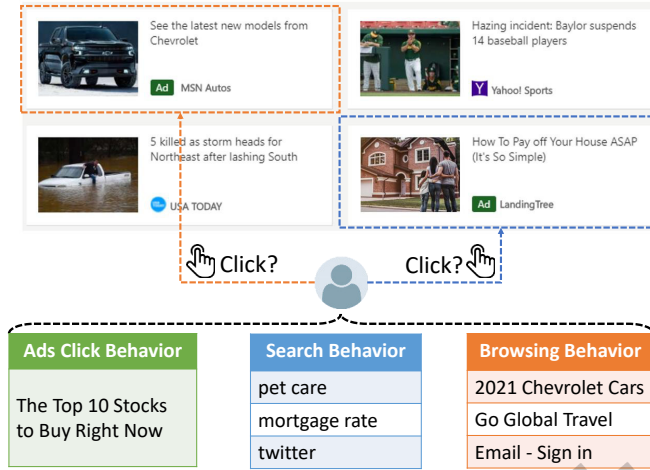 See the latest new models from
Chevrolet
Ad MSN Autos
Hazing incident: Baylor suspends
14 baseball players
Y Yahoo! Sports
5 killed as storm heads for
Northeast after lashing South
USA TODAY
How To Pay off Your House ASAP
(It's So Simple)
Ad LandingTree
Click?
Click?
Ads Click Behavior
The Top 10 Stocks
to Buy Right Now
Search Behavior
pet care
mortgage rate
twitter
Browsing Behavior
2021 Chevrolet Cars
Go Global Travel
Email - Sign in